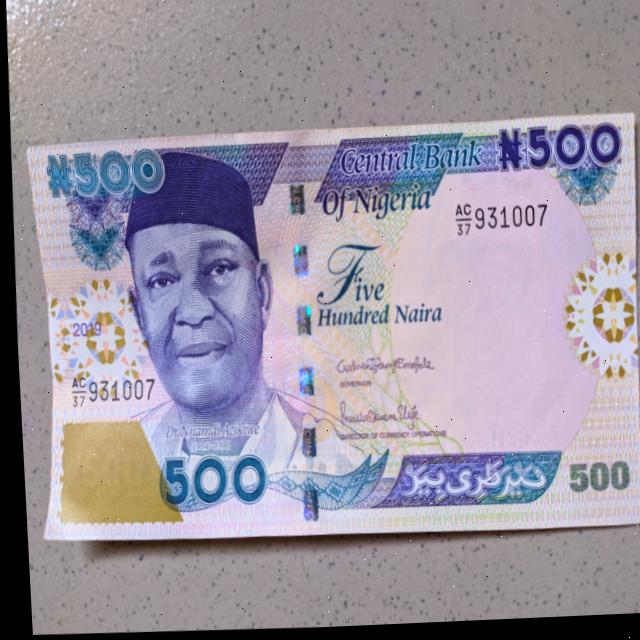 ₦500
Central Bank
₦500
Of Nigeria
AC/37 931007
Five
Hundred Naira
2019
GOVERNOR
AC/37 931007
DIRECTOR OF CURRENCY OPERATIONS
Dr Nnamdi Azikiwe
500
500